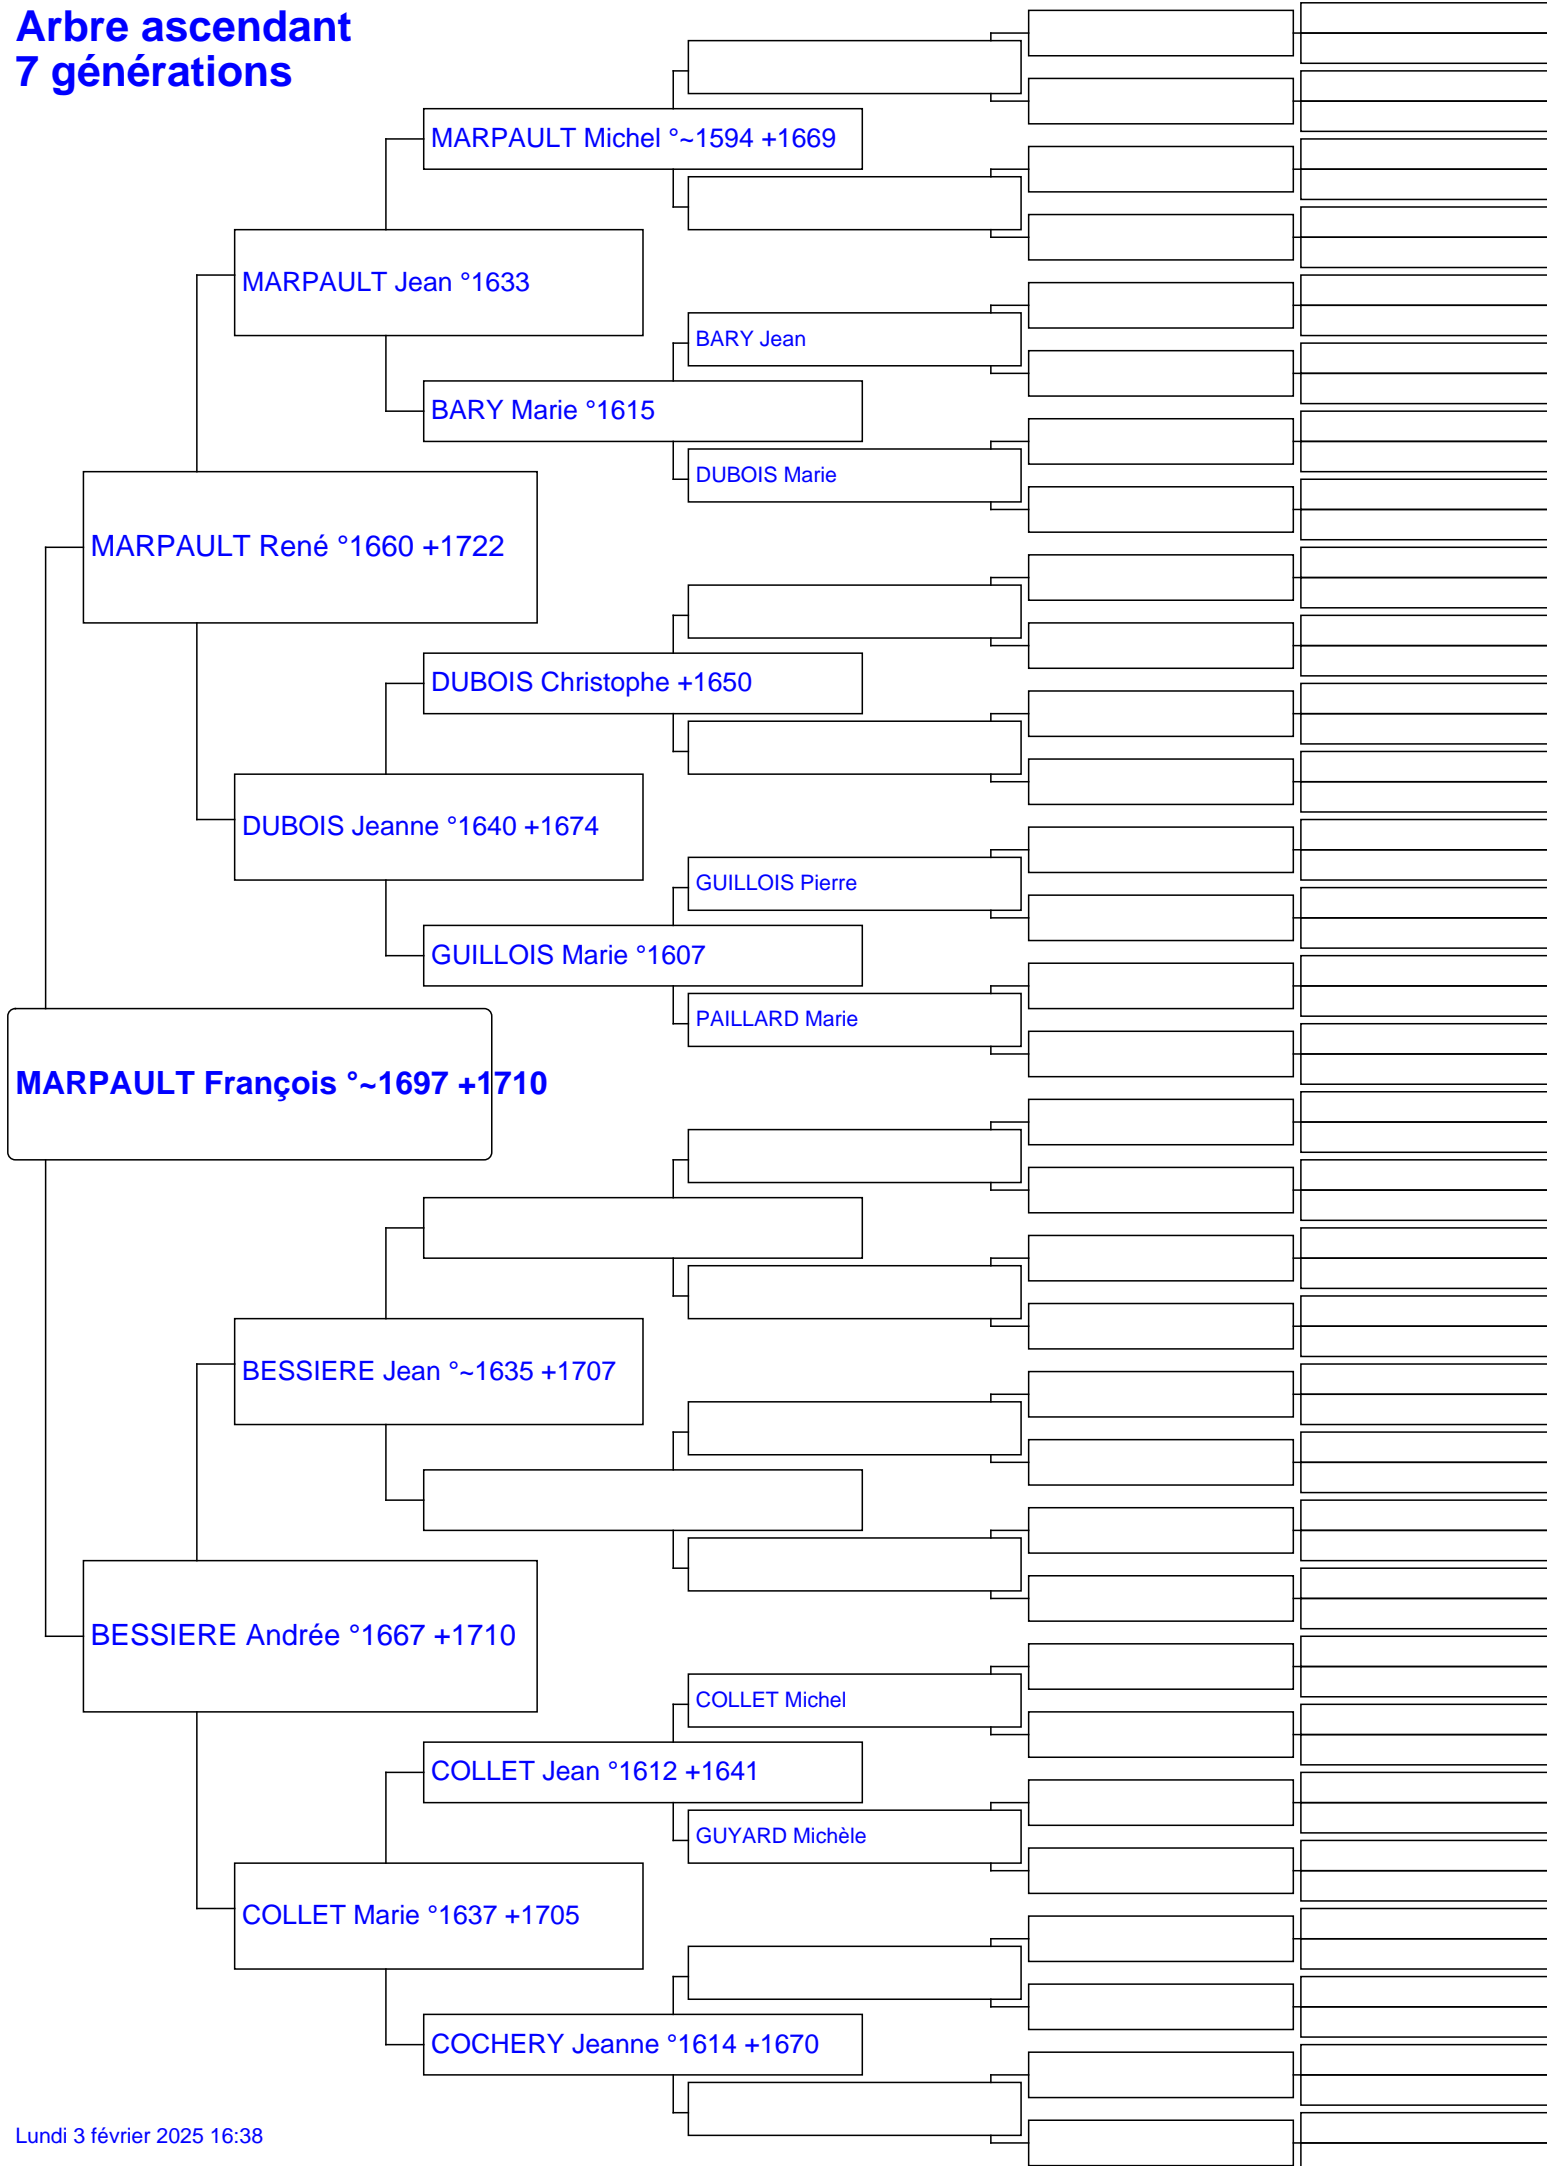 Arbre ascendant
7 générations
MARPAULT Michel °~1594 +1669
MARPAULT Jean °1633
BARY Jean
BARY Marie °1615
DUBOIS Marie
MARPAULT René °1660 +1722
DUBOIS Christophe +1650
DUBOIS Jeanne °1640 +1674
GUILLOIS Pierre
GUILLOIS Marie °1607
PAILLARD Marie
MARPAULT François °~1697 +1710
BESSIERE Jean °~1635 +1707
BESSIERE Andrée °1667 +1710
COLLET Michel
COLLET Jean °1612 +1641
GUYARD Michèle
COLLET Marie °1637 +1705
COCHERY Jeanne °1614 +1670
Lundi 3 février 2025 16:38